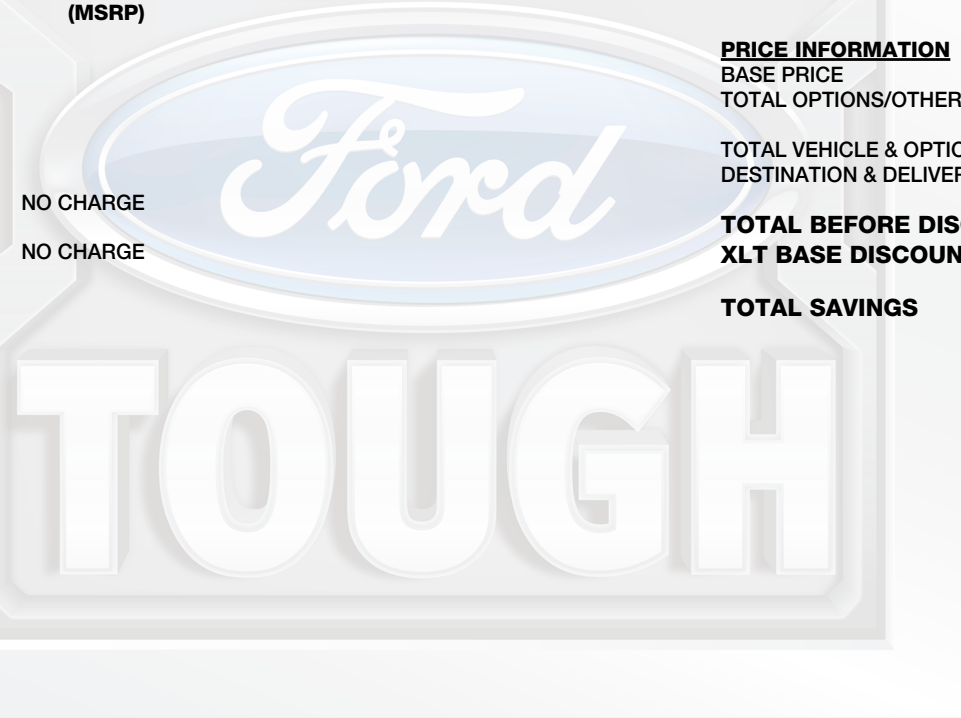 (MSRP)
NO CHARGE
NO CHARGE
PRICE INFORMATION
BASE PRICE
TOTAL OPTIONS/OTHER
TOTAL VEHICLE & OPTIO
DESTINATION & DELIVER
TOTAL BEFORE DIS
XLT BASE DISCOUN
TOTAL SAVINGS
Ford
TOUGH